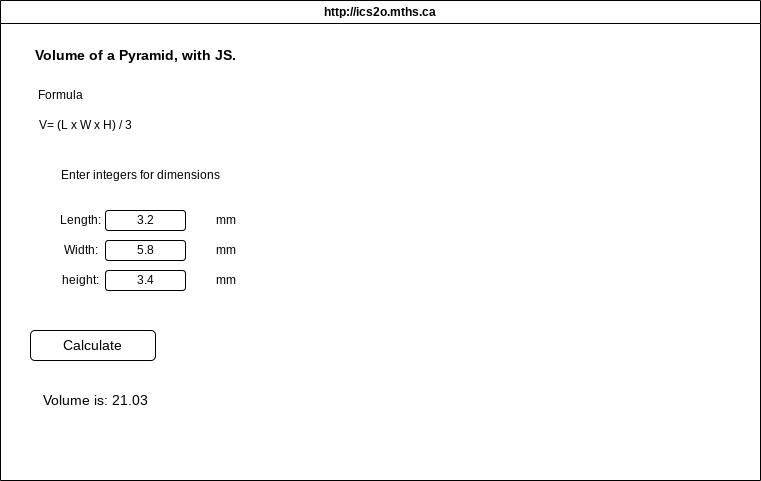 http://ics2o.mths.ca
Volume of a Pyramid, with JS.
Formula
V= (L x W x H) / 3
Enter integers for dimensions
Length: 3.2 mm
Width: 5.8 mm
height: 3.4 mm
Calculate
Volume is: 21.03